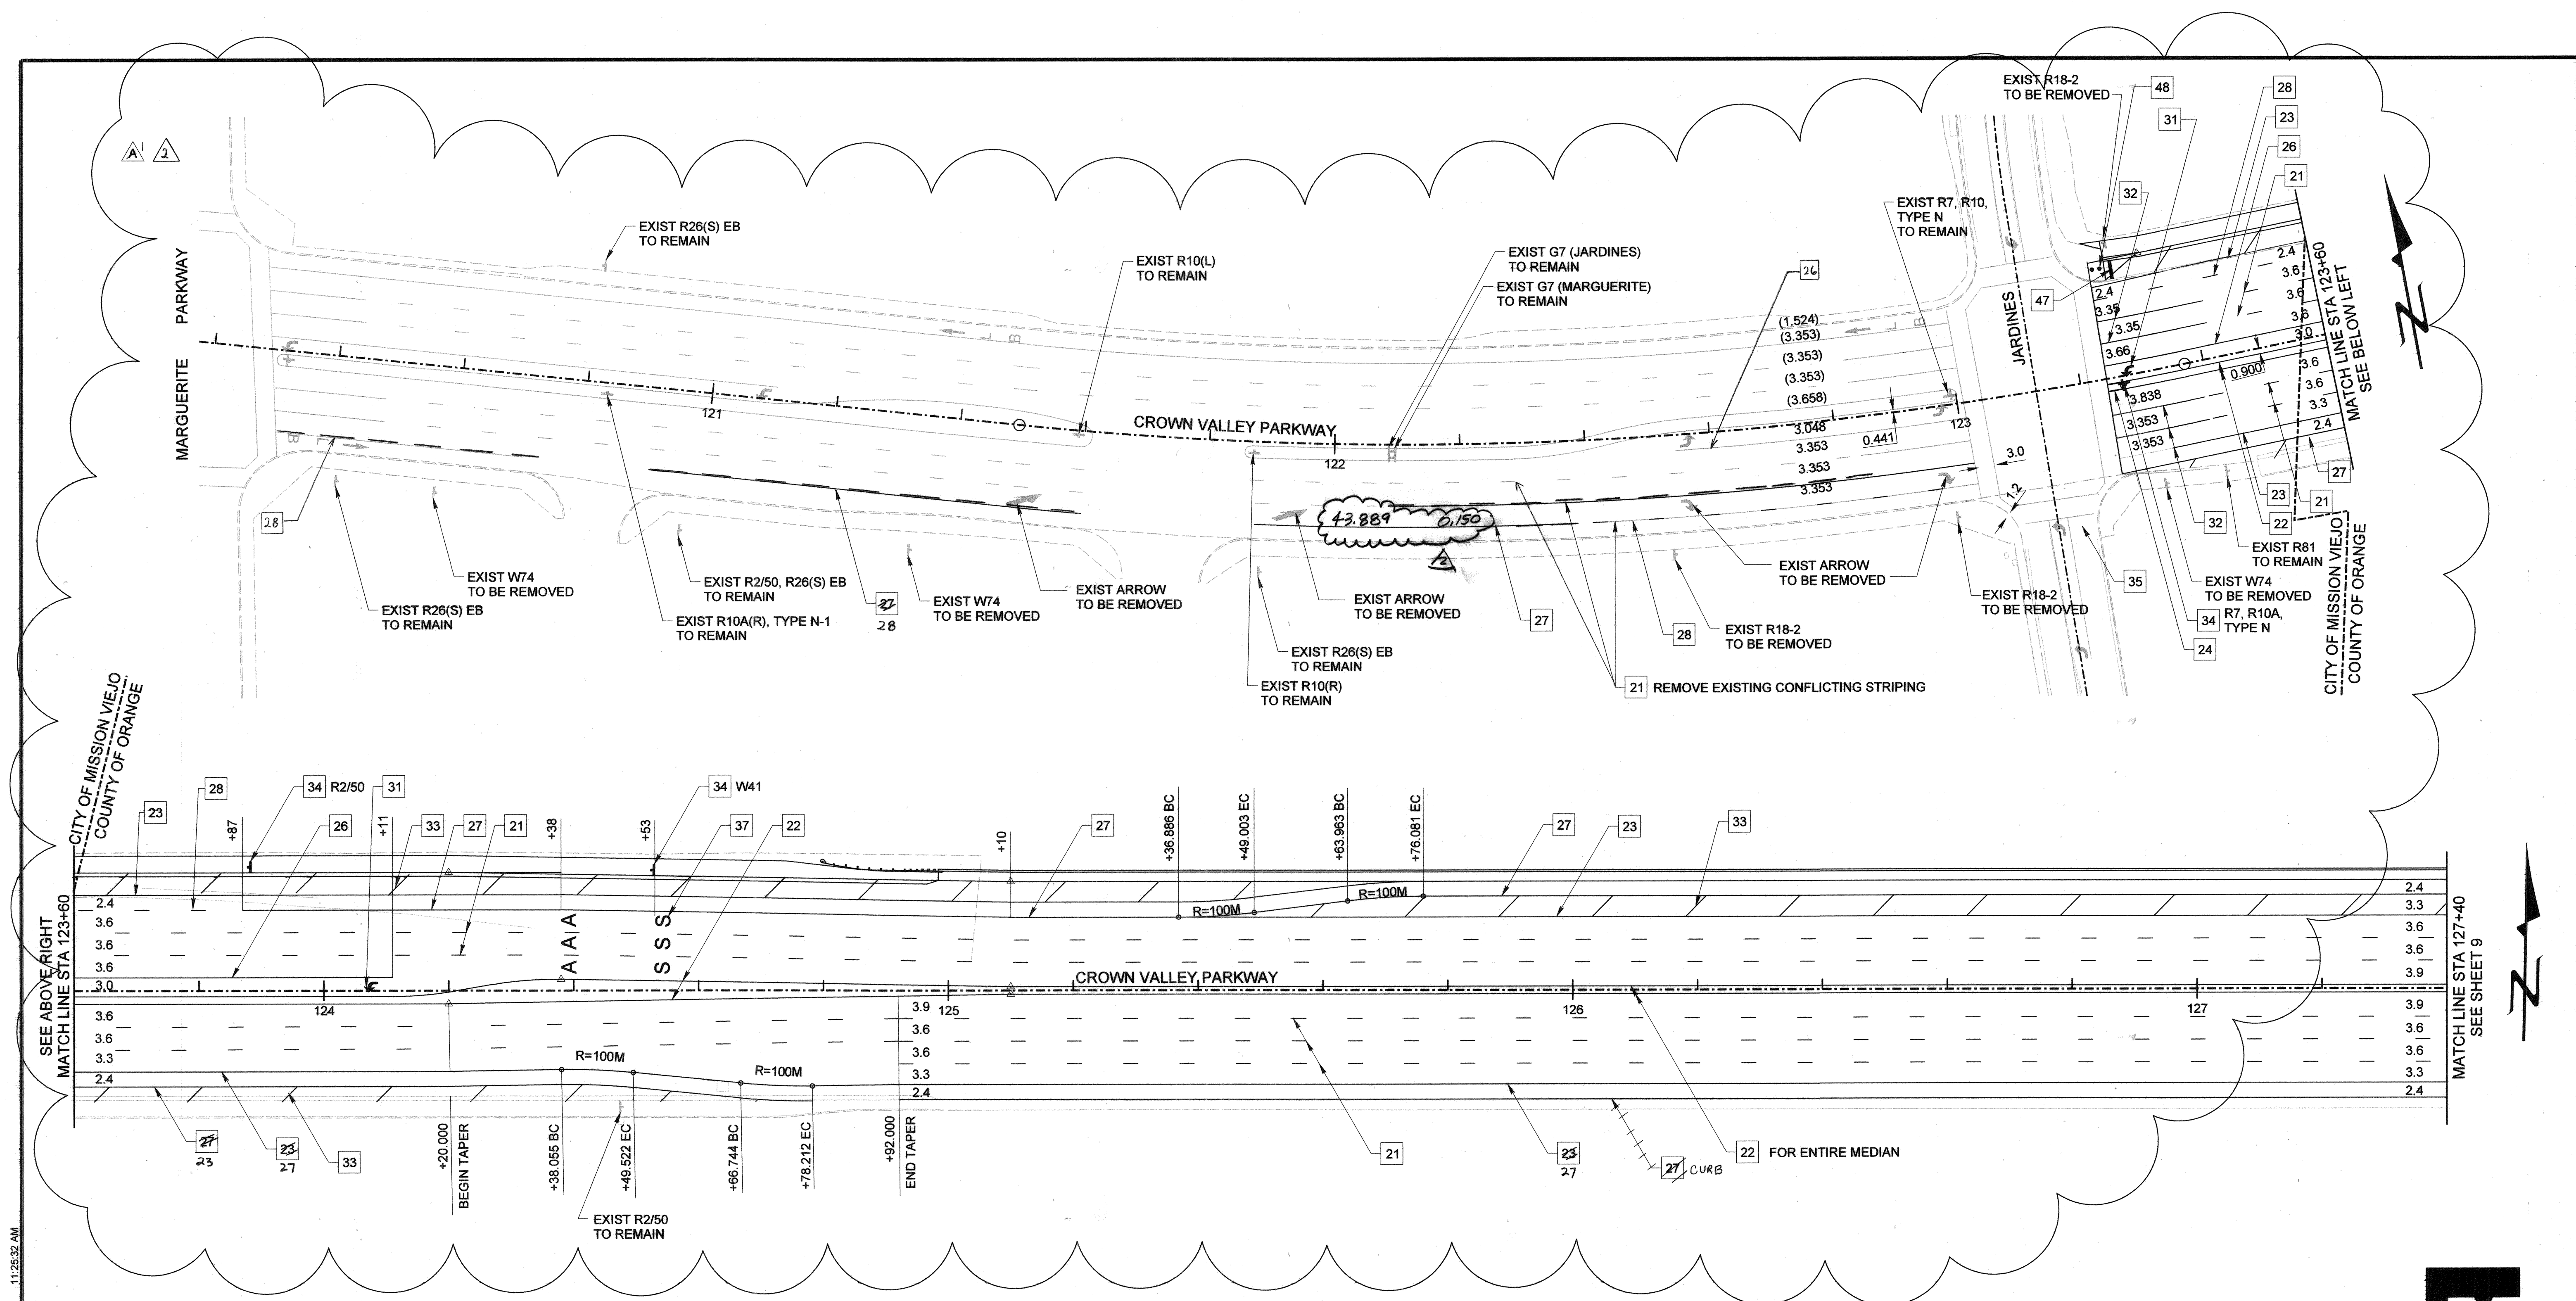 EXIST R18-2
TO BE REMOVED
48
28
31
23
26
21
32
A
2
EXIST R26(S) EB
TO REMAIN
EXIST R10(L)
TO REMAIN
EXIST G7 (JARDINES)
TO REMAIN
EXIST G7 (MARGUERITE)
TO REMAIN
26
EXIST R7, R10,
TYPE N
TO REMAIN
MARGUERITE PARKWAY
JARDINES
47
2.4
3.6
3.6
3.6
3.0
3.6
3.6
3.3
2.4
2.4
3.35
3.35
3.66
0.900
3.838
3.353
3.353
MATCH LINE STA 123+60
SEE BELOW LEFT
(1.524)
(3.353)
(3.353)
(3.353)
(3.658)
3.048
0.441
3.353
3.353
3.353
3.0
1.2
121
122
123
CROWN VALLEY PARKWAY
B L
B L
B L
43.889 0.150
2
28
EXIST W74
TO BE REMOVED
EXIST R26(S) EB
TO REMAIN
EXIST R2/50, R26(S) EB
TO REMAIN
EXIST R10A(R), TYPE N-1
TO REMAIN
27
28
EXIST W74
TO BE REMOVED
EXIST ARROW
TO BE REMOVED
EXIST ARROW
TO BE REMOVED
EXIST R26(S) EB
TO REMAIN
EXIST R10(R)
TO REMAIN
27
28
EXIST R18-2
TO BE REMOVED
EXIST ARROW
TO BE REMOVED
21 REMOVE EXISTING CONFLICTING STRIPING
EXIST R18-2
TO BE REMOVED
35
27
23
21
32
22
EXIST R81
TO REMAIN
EXIST W74
TO BE REMOVED
34 R7, R10A,
TYPE N
24
CITY OF MISSION VIEJO
COUNTY OF ORANGE
CITY OF MISSION VIEJO
COUNTY OF ORANGE
23
28
+87
34 R2/50
26
31
+11
33
27
21
+38
+53
34 W41
37
22
+10
27
+36.886 BC
+49.003 EC
+63.963 BC
+76.081 EC
27
23
33
R=100M
R=100M
SEE ABOVE/RIGHT
MATCH LINE STA 123+60
2.4
3.6
3.6
3.6
3.0
3.6
3.6
3.3
2.4
A A A
S S S
CROWN VALLEY PARKWAY
124
125
126
127
3.9
3.6
3.6
3.3
2.4
R=100M
R=100M
2.4
3.3
3.6
3.6
3.9
3.9
3.6
3.6
3.3
2.4
MATCH LINE STA 127+40
SEE SHEET 9
27
23
23
27
33
+20.000
BEGIN TAPER
+38.055 BC
+49.522 EC
+66.744 BC
+78.212 EC
+92.000
END TAPER
EXIST R2/50
TO REMAIN
21
23
27
27 CURB
22 FOR ENTIRE MEDIAN
11:25:32 AM